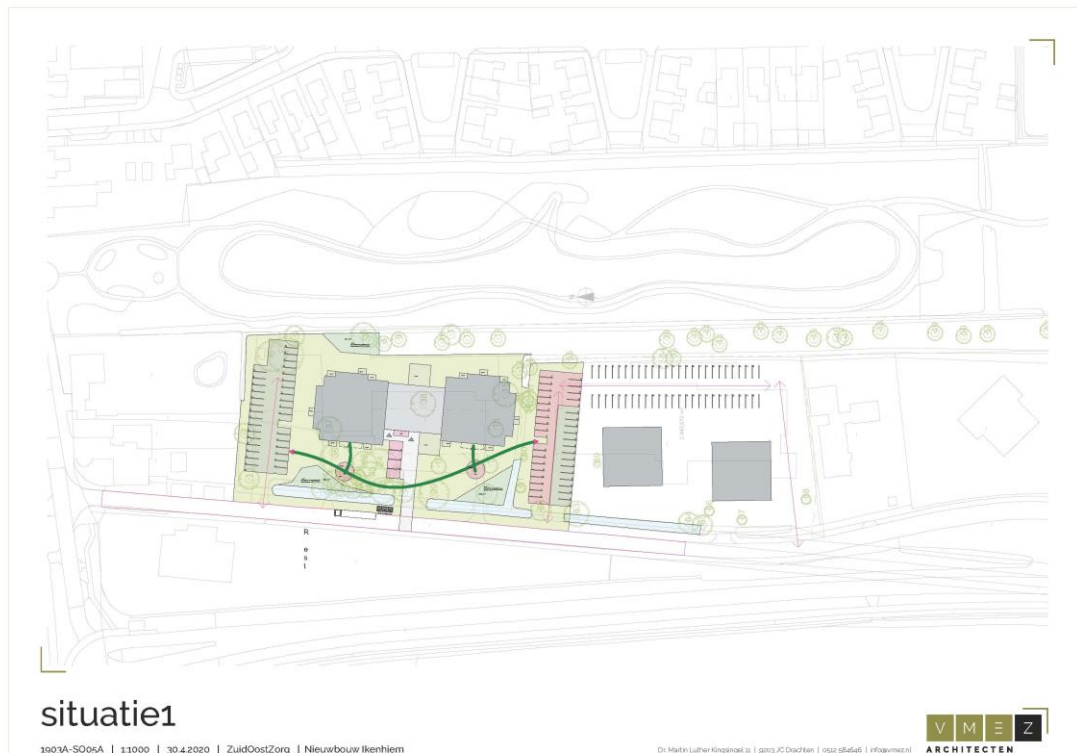 R
e
s
t
situatie1
1903A-SO05A | 1:1000 | 30.4.2020 | ZuidOostZorg | Nieuwbouw Ikenhiem
Dr. Martin Luther Kingsingel 11 | 9203 JC Drachten | 0512 584646 | info@vmez.nl
V M E Z
ARCHITECTEN